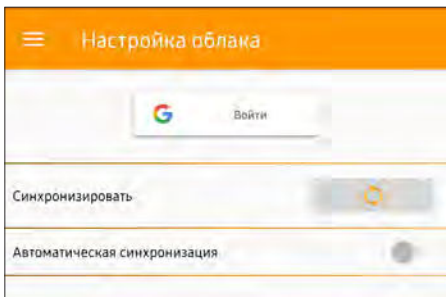 Настройка облака
Войти
Синхронизировать
Автоматическая синхронизация